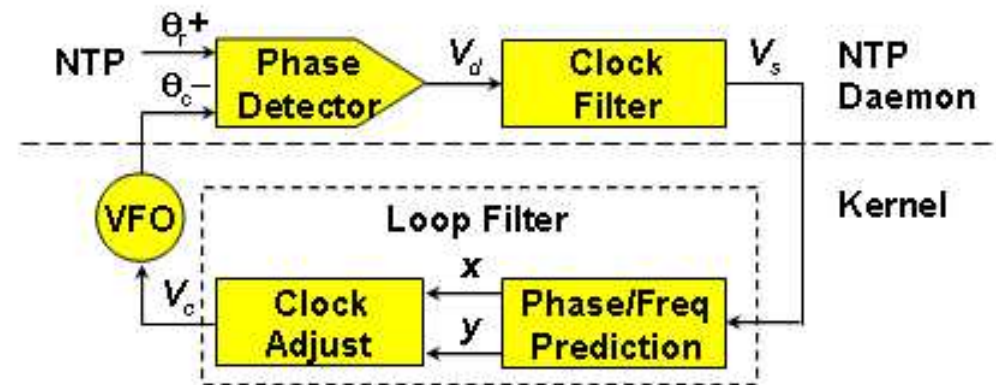 NTP
θr+
θc−
Phase
Detector
Vd
Clock
Filter
Vs
NTP
Daemon
Kernel
VFO
Loop Filter
Vc
Clock
Adjust
x
y
Phase/Freq
Prediction